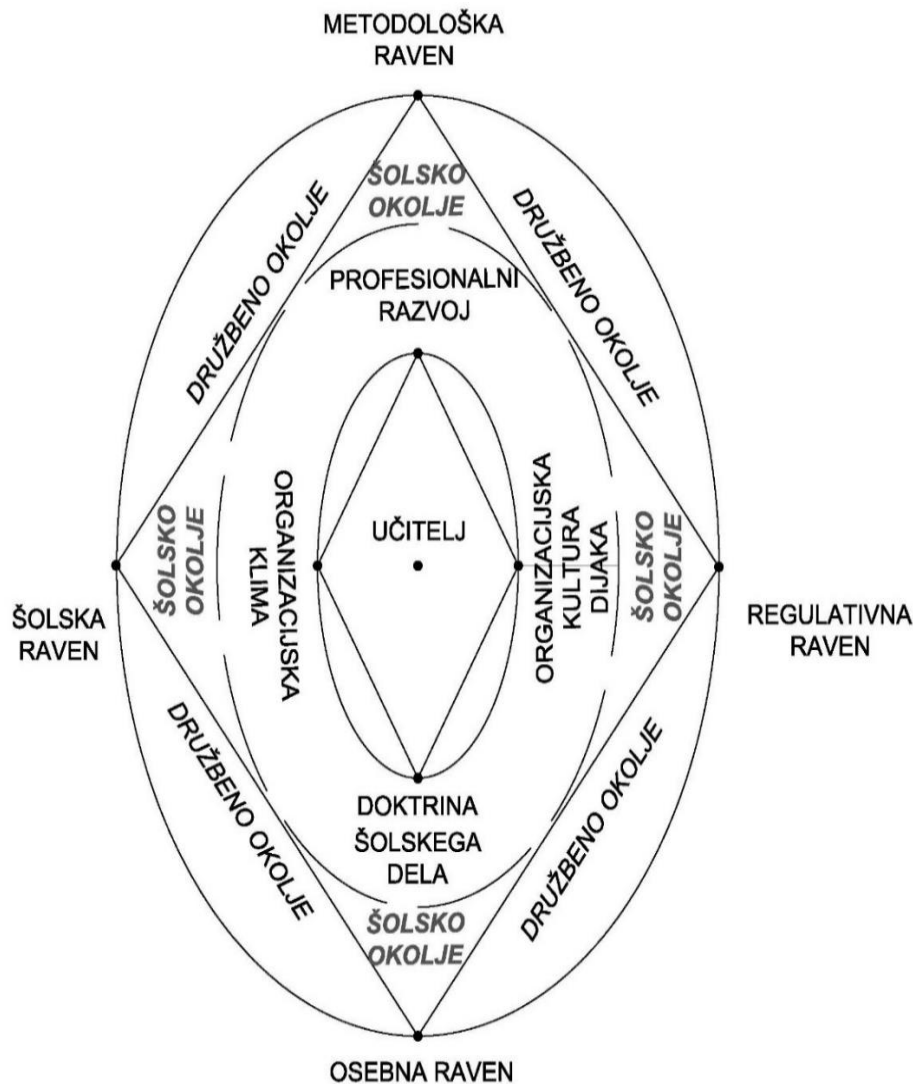 METODOLOŠKA
RAVEN
ŠOLSKO
OKOLJE
DRUŽBENO OKOLJE
DRUŽBENO OKOLJE
PROFESIONALNI
RAZVOJ
ŠOLSKO
OKOLJE
ORGANIZACIJSKA
KLIMA
UČITELJ
ORGANIZACIJSKA
KULTURA
DIJAKA
ŠOLSKO
OKOLJE
ŠOLSKA
RAVEN
REGULATIVNA
RAVEN
DRUŽBENO OKOLJE
DRUŽBENO OKOLJE
DOKTRINA
ŠOLSKEGA
DELA
ŠOLSKO
OKOLJE
OSEBNA RAVEN